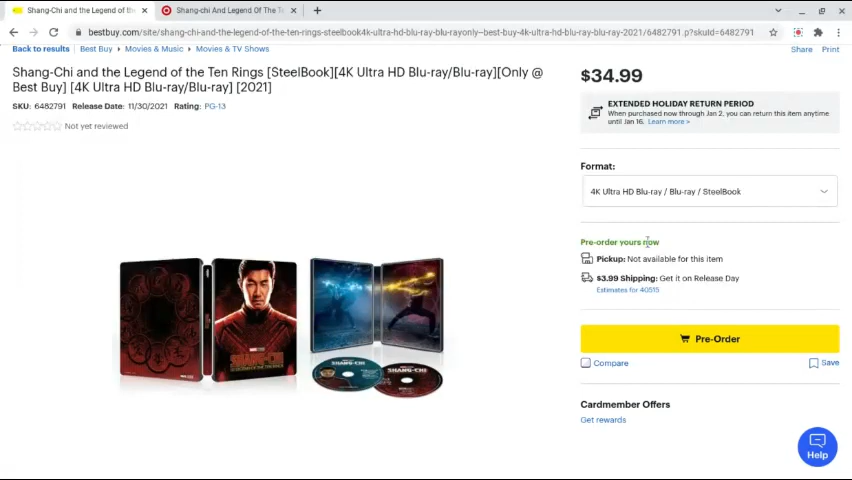 Shang-Chi and the Legend of the
Shang-chi And Legend Of The T
bestbuy.com/site/shang-chi-and-the-legend-of-the-ten-rings-steelbook4k-ultra-hd-blu-ray-blu-rayonly--best-buy-4k-ultra-hd-blu-ray-blu-ray-2021/6482791.p?skuId=6482791
Back to results Best Buy Movies & Music Movies & TV Shows
Share Print
Shang-Chi and the Legend of the Ten Rings [SteelBook][4K Ultra HD Blu-ray/Blu-ray][Only @
Best Buy] [4K Ultra HD Blu-ray/Blu-ray] [2021]
SKU: 6482791 Release Date: 11/30/2021 Rating: PG-13
Not yet reviewed
$34.99
EXTENDED HOLIDAY RETURN PERIOD
When purchased now through Jan 2, you can return this item anytime
until Jan 16. Learn more >
Format:
4K Ultra HD Blu-ray / Blu-ray / SteelBook
Pre-order yours now
Pickup: Not available for this item
$3.99 Shipping: Get it on Release Day
Estimates for 40515
Pre-Order
Compare
Save
Cardmember Offers
Get rewards
Help
SHANG-CHI
SHANG-CHI
SHANG-CHI